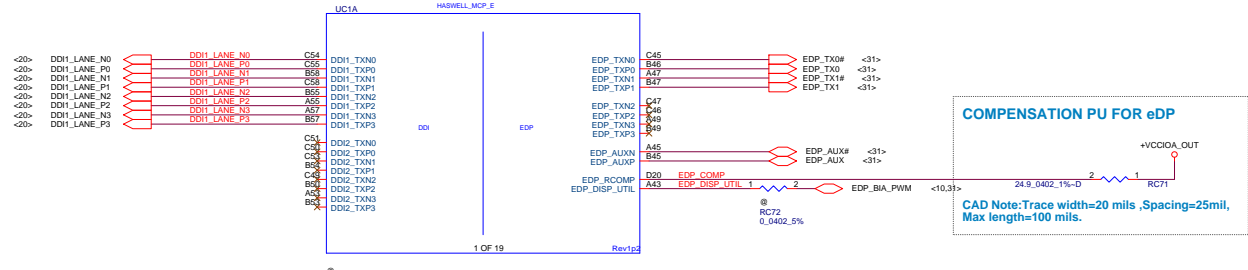 UC1A HASWELL_MCP_E
<20> DDI1_LANE_N0 DDI1_LANE_N0 C54 DDI1_TXN0 EDP_TXN0 C45 EDP_TX0# <31>
<20> DDI1_LANE_P0 DDI1_LANE_P0 C55 DDI1_TXP0 EDP_TXP0 B46 EDP_TX0 <31>
<20> DDI1_LANE_N1 DDI1_LANE_N1 B58 DDI1_TXN1 EDP_TXN1 A47 EDP_TX1# <31>
<20> DDI1_LANE_P1 DDI1_LANE_P1 C58 DDI1_TXP1 EDP_TXP1 B47 EDP_TX1 <31>
<20> DDI1_LANE_N2 DDI1_LANE_N2 B55 DDI1_TXN2
<20> DDI1_LANE_P2 DDI1_LANE_P2 A55 DDI1_TXP2 EDP_TXN2 C47
<20> DDI1_LANE_N3 DDI1_LANE_N3 A57 DDI1_TXN3 EDP_TXP2 C46
<20> DDI1_LANE_P3 DDI1_LANE_P3 B57 DDI1_TXP3 EDP_TXN3 A49
DDI EDP EDP_TXP3 B49
COMPENSATION PU FOR eDP
C51 DDI2_TXN0
C50 DDI2_TXP0 EDP_AUXN A45 EDP_AUX# <31>
C53 DDI2_TXN1 EDP_AUXP B45 EDP_AUX <31>
B54 DDI2_TXP1
C49 DDI2_TXN2 EDP_RCOMP D20 EDP_COMP
B50 DDI2_TXP2 EDP_DISP_UTIL A43 EDP_DISP_UTIL 1 2 EDP_BIA_PWM <10,31>
A53 DDI2_TXN3
B53 DDI2_TXP3
@
RC72
0_0402_5%
+VCCIOA_OUT
2 1
24.9_0402_1%~D RC71
CAD Note:Trace width=20 mils ,Spacing=25mil,
Max length=100 mils.
1 OF 19 Rev1p2
@